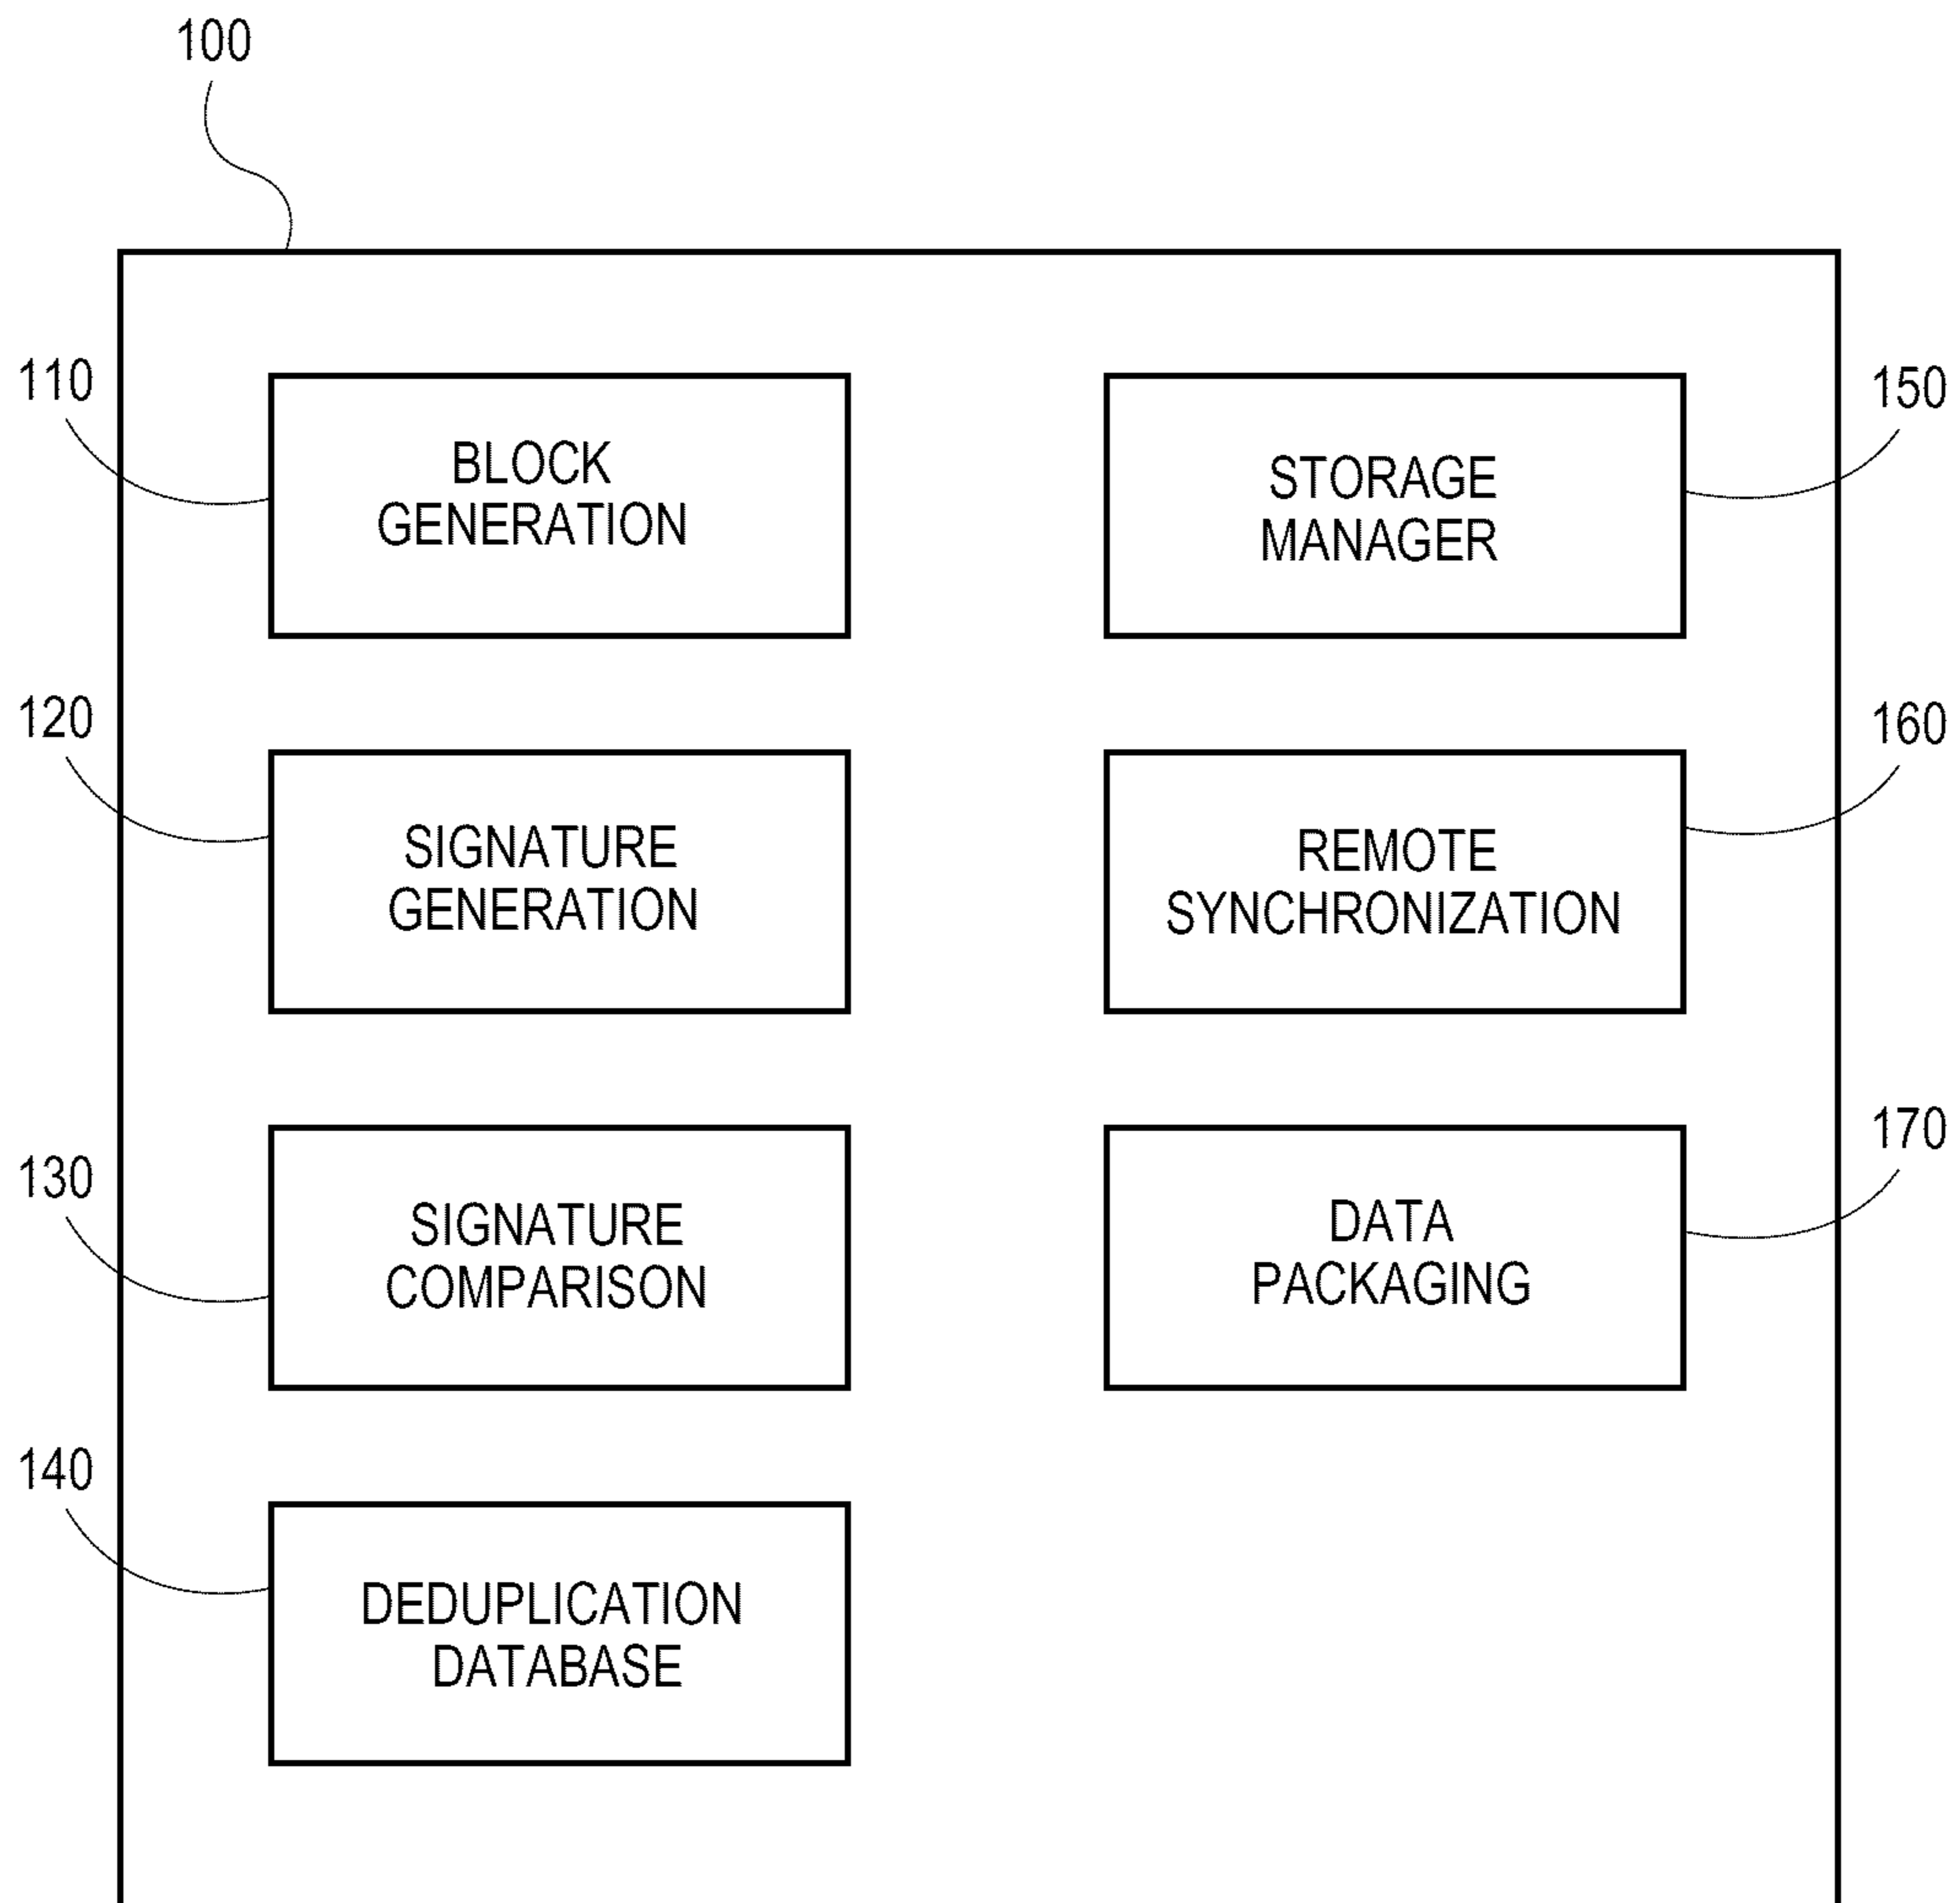 100
110
BLOCK
GENERATION
150
STORAGE
MANAGER
120
SIGNATURE
GENERATION
160
REMOTE
SYNCHRONIZATION
130
SIGNATURE
COMPARISON
170
DATA
PACKAGING
140
DEDUPLICATION
DATABASE